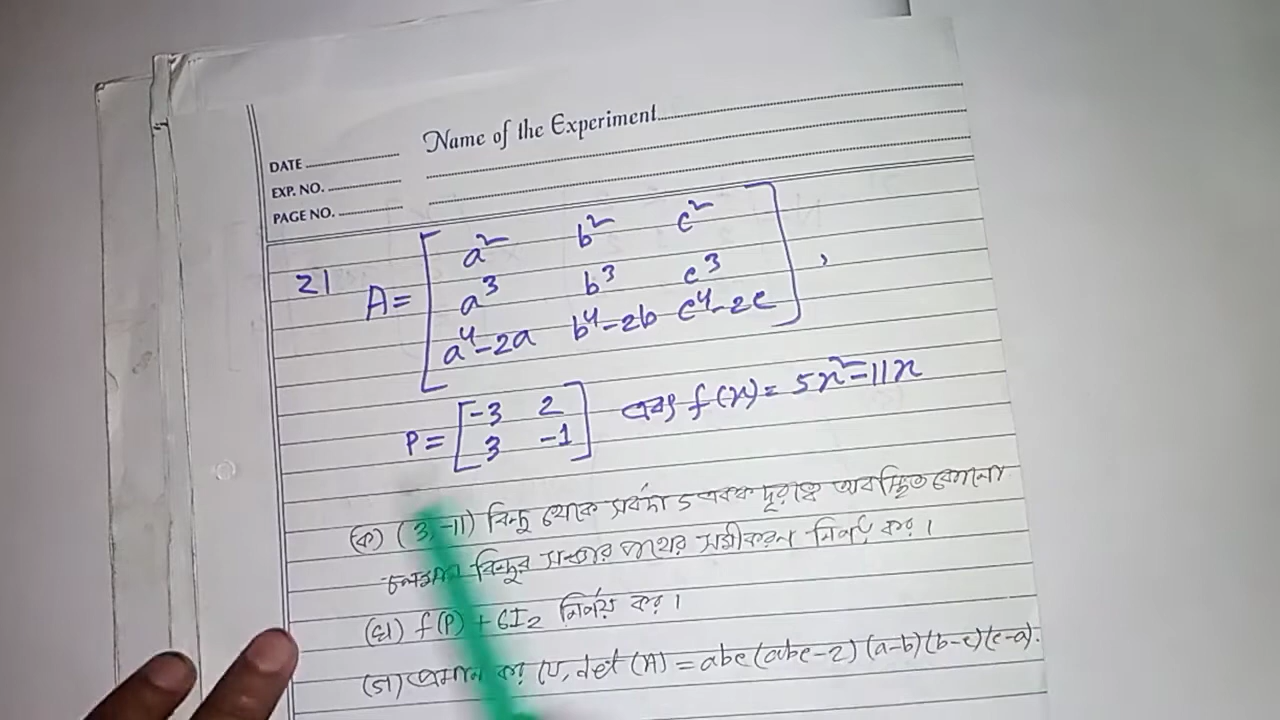 Name of the Experiment
DATE
EXP. NO.
PAGE NO.
21 A = [ a² b² c²
a³ b³ c³
a⁴-2a b⁴-2b c⁴-2c ] ,
P = [ -3 2
3 -1 ] এবং f(x) = 5x²-11x
(ক) (3, -11) বিন্দু থেকে সর্বদা 5 একক দূরত্বে অবস্থিত কোনো
চলমান বিন্দুর সঞ্চার পথের সমীকরণ নির্ণয় কর।
(খ) f(P) + 6I₂ নির্ণয় কর।
(গ) প্রমাণ কর যে, det (A) = abc(abc-2)(a-b)(b-c)(c-a).